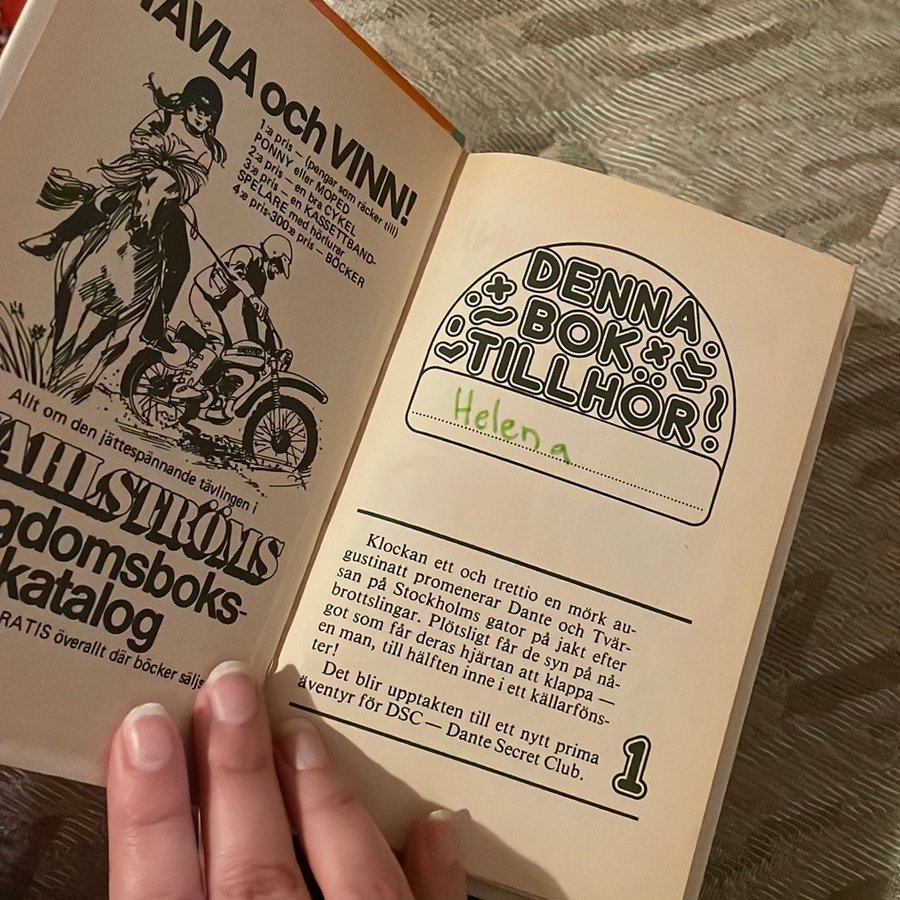 TÄVLA och VINN!
1:a pris — (pengar som räcker till)
PONNY eller MOPED
2:a pris — en bra CYKEL
3:e pris — en KASSETTBAND-
SPELARE med hörlurar
4:e pris-300:e pris — BÖCKER
Allt om den jättespännande tävlingen i
WAHLSTRÖMS
gdomsboks-
katalog
GRATIS överallt där böcker säljs
DENNA
BOK
TILLHÖR!
Helena
Klockan ett och trettio en mörk au-
gustinatt promenerar Dante och Tvär-
san på Stockholms gator på jakt efter
brottslingar. Plötsligt får de syn på nå-
got som får deras hjärtan att klappa —
en man, till hälften inne i ett källarföns-
ter!
Det blir upptakten till ett nytt prima
äventyr för DSC — Dante Secret Club.
1